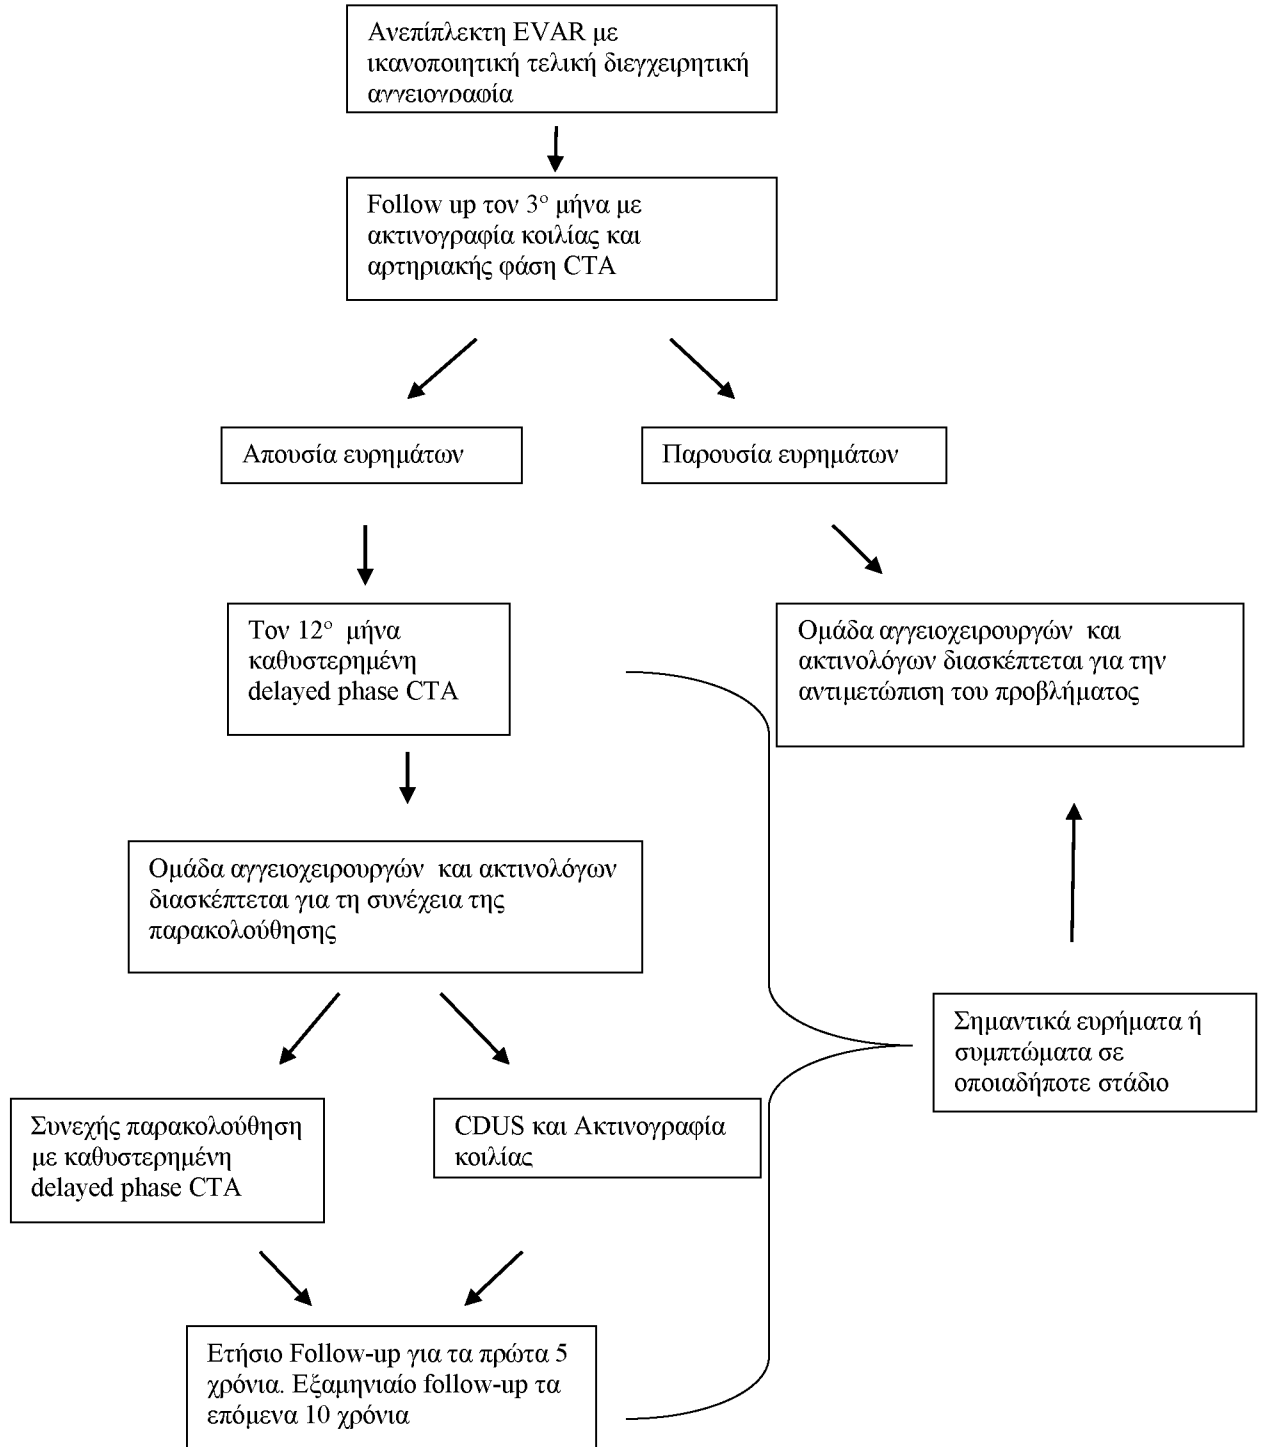 Ανεπίπλεκτη EVAR με
ικανοποιητική τελική διεγχειρητική
αγγειογραφία
Follow up τον 3ο μήνα με
ακτινογραφία κοιλίας και
αρτηριακής φάση CTA
Απουσία ευρημάτων
Παρουσία ευρημάτων
Τον 12ο μήνα
καθυστερημένη
delayed phase CTA
Ομάδα αγγειοχειρουργών και
ακτινολόγων διασκέπτεται για την
αντιμετώπιση του προβλήματος
Ομάδα αγγειοχειρουργών και ακτινολόγων
διασκέπτεται για τη συνέχεια της
παρακολούθησης
Σημαντικά ευρήματα ή
συμπτώματα σε
οποιαδήποτε στάδιο
Συνεχής παρακολούθηση
με καθυστερημένη
delayed phase CTA
CDUS και Ακτινογραφία
κοιλίας
Ετήσιο Follow-up για τα πρώτα 5
χρόνια. Εξαμηνιαίο follow-up τα
επόμενα 10 χρόνια